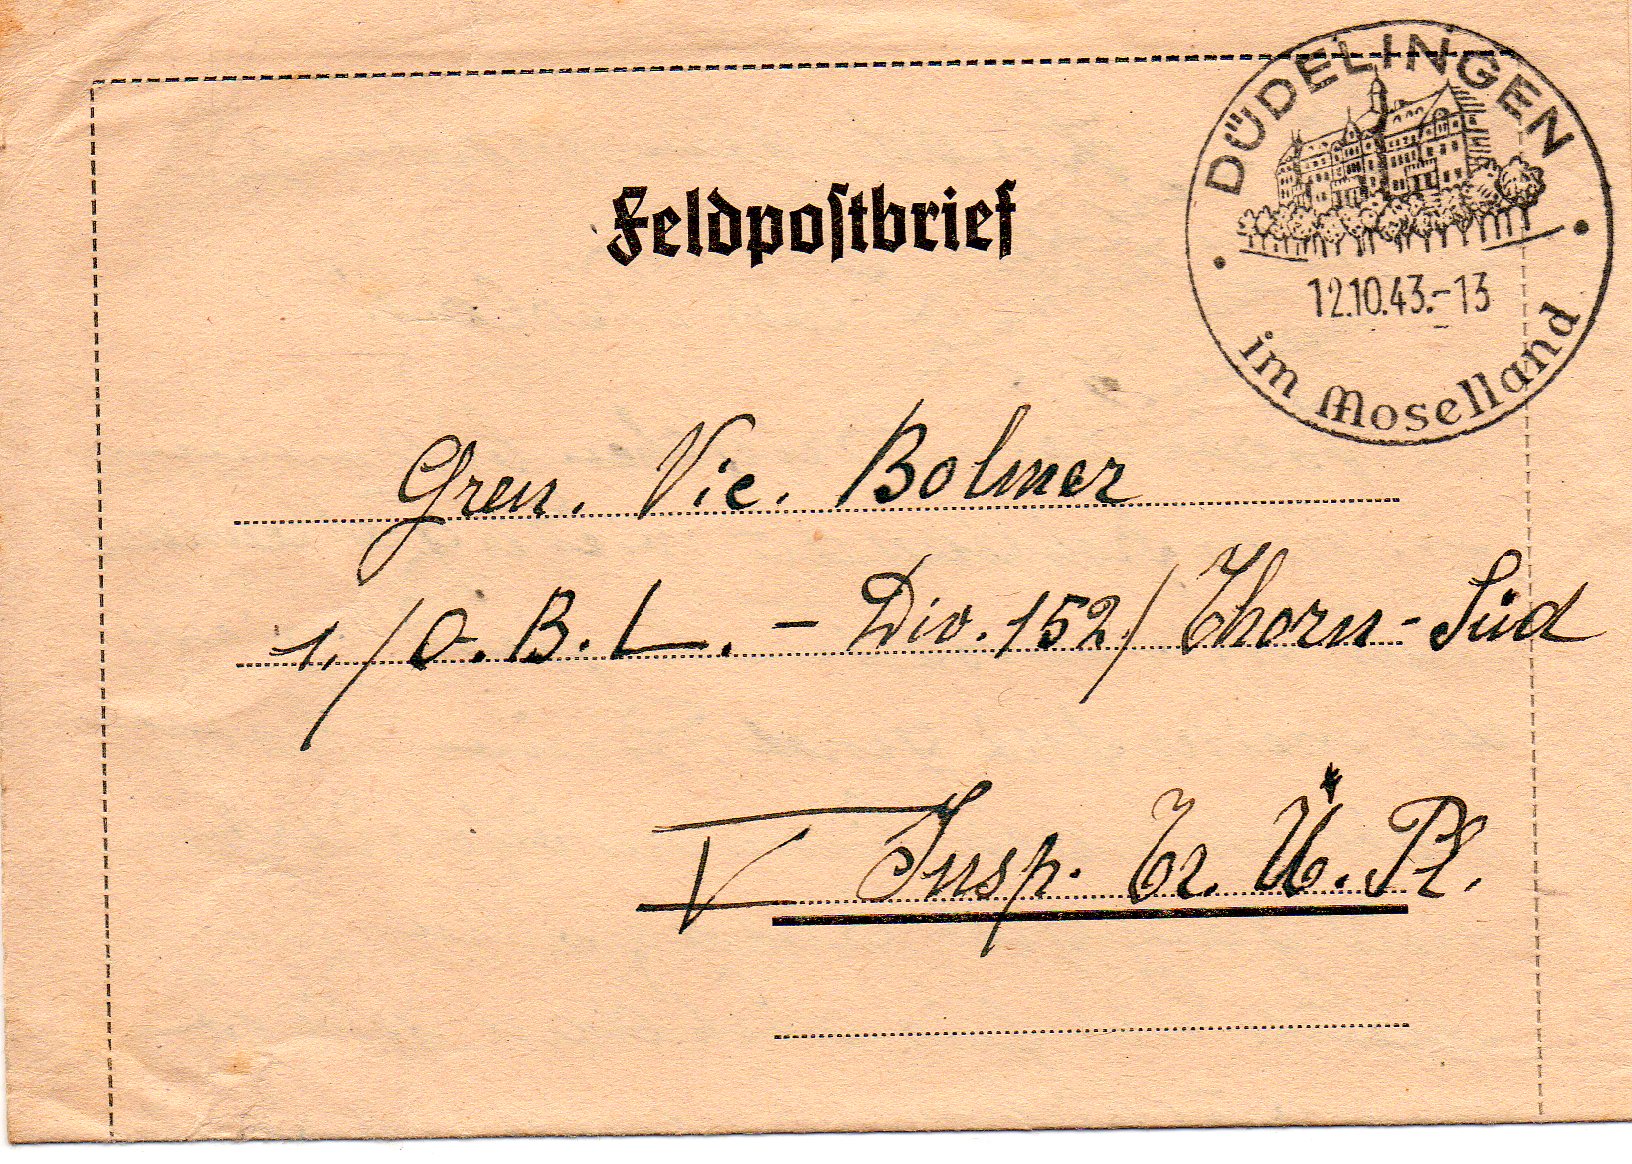 DÜDELINGEN
12.10.43.-13
im Moselland
Feldpostbrief
Gren. Vic. Bolmer
1./O.B.L. - Div. 152/Thorn-Süd
V Insp. Tr. Ü. Pl.